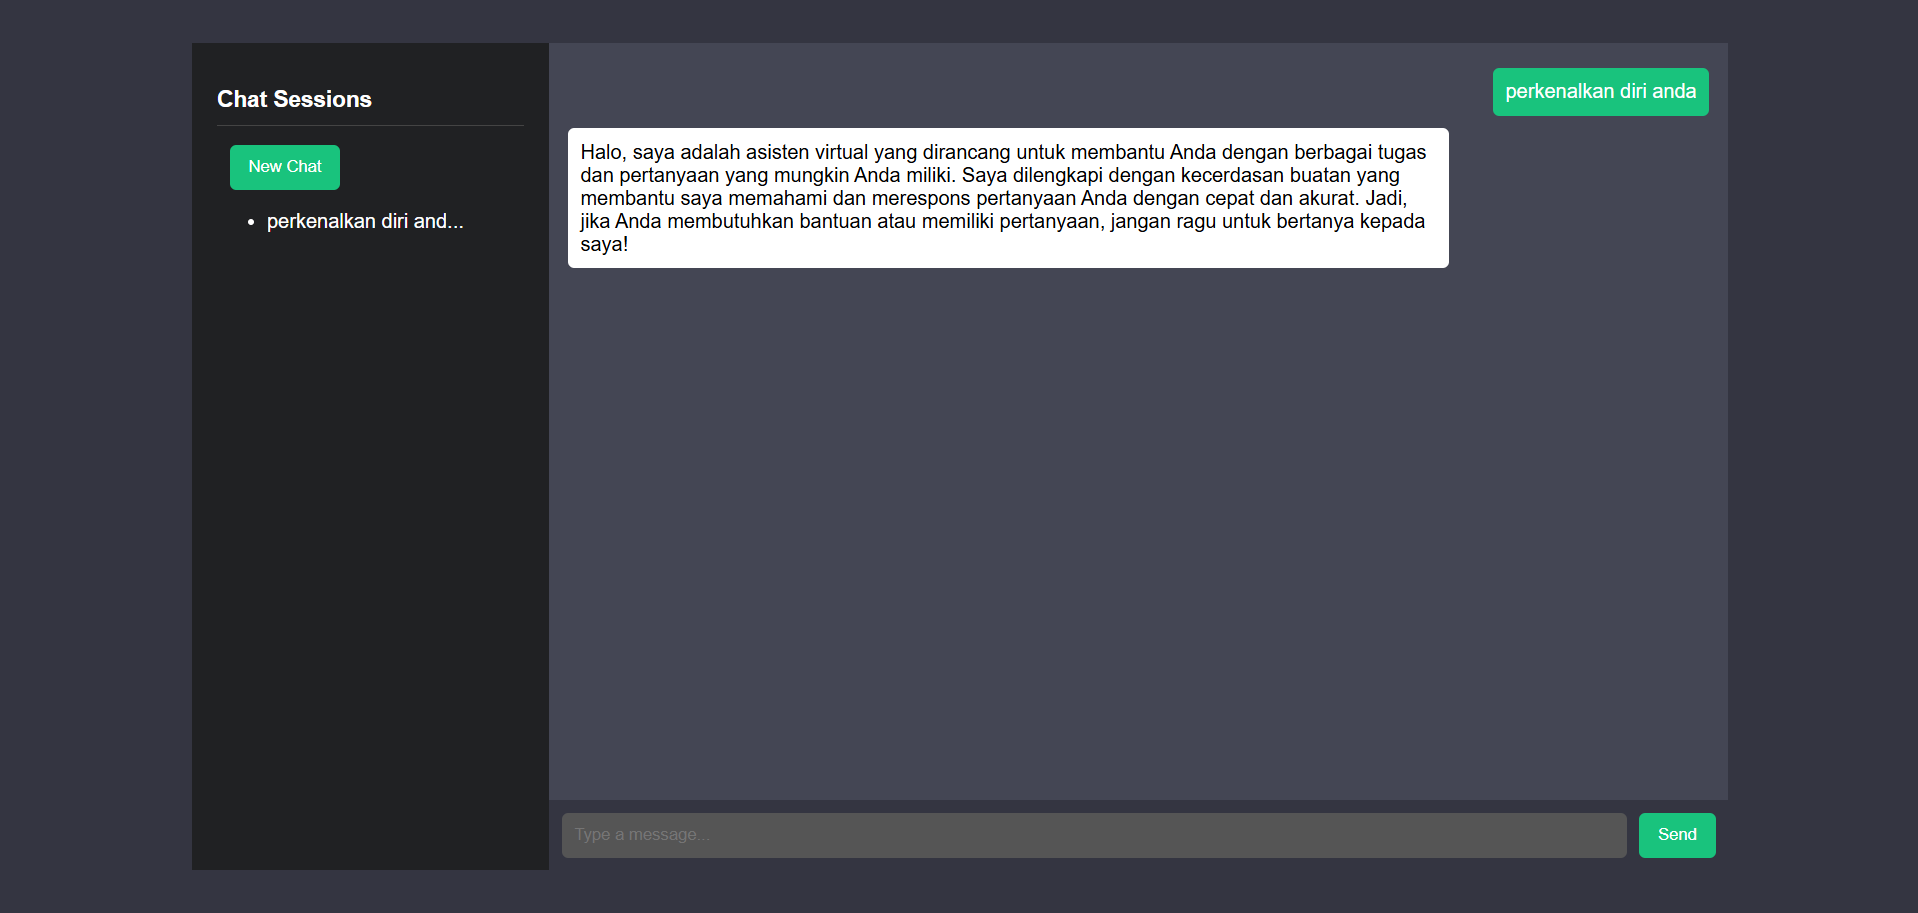 Chat Sessions
New Chat
perkenalkan diri and...
perkenalkan diri anda
Halo, saya adalah asisten virtual yang dirancang untuk membantu Anda dengan berbagai tugas
dan pertanyaan yang mungkin Anda miliki. Saya dilengkapi dengan kecerdasan buatan yang
membantu saya memahami dan merespons pertanyaan Anda dengan cepat dan akurat. Jadi,
jika Anda membutuhkan bantuan atau memiliki pertanyaan, jangan ragu untuk bertanya kepada
saya!
Type a message...
Send